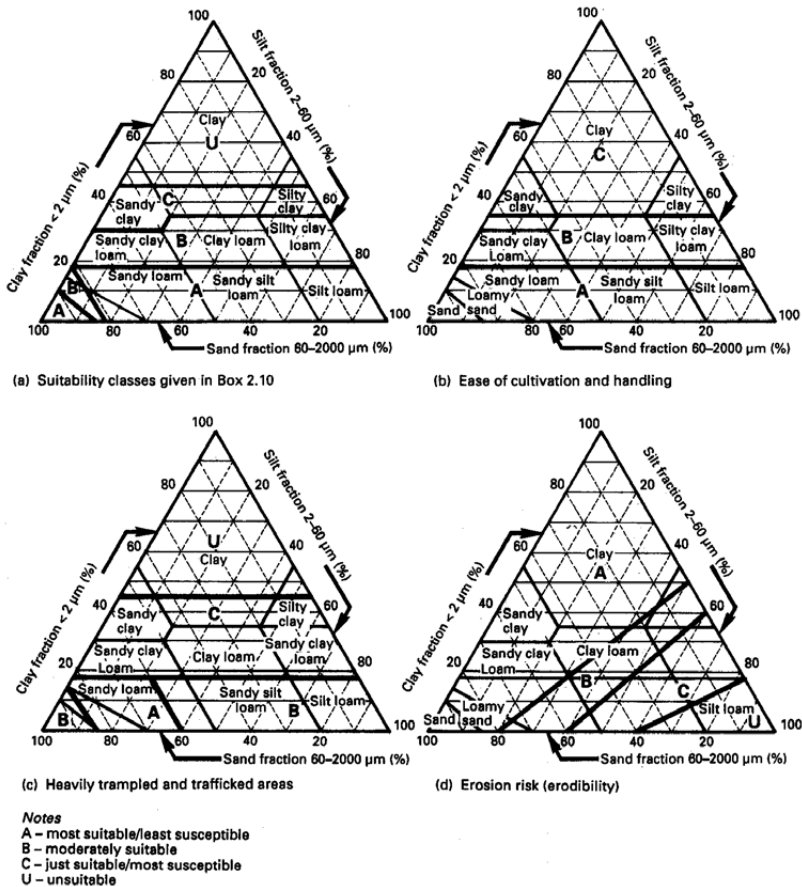 100
80
20
Silt fraction 2–60 µm (%)
Clay
U
60
40
Clay fraction < 2 µm (%)
40
C
Silty
clay
60
Sandy
clay
Silty clay
loam
Sandy clay
loam
B
Clay loam
20
80
Sandy loam
B
A
Sandy silt
loam
Silt loam
A
100
80
60
40
20
100
Sand fraction 60–2000 µm (%)
(a) Suitability classes given in Box 2.10
100
80
20
Silt fraction 2–60 µm (%)
Clay
C
60
40
Clay fraction < 2 µm (%)
40
Silty
clay
60
Sandy
clay
B
Clay loam
Silty clay
loam
Sandy clay
Loam
20
80
Sandy loam
A
Sandy silt
loam
Silt loam
Loamy
sand
Sand
100
80
60
40
20
100
Sand fraction 60–2000 µm (%)
(b) Ease of cultivation and handling
100
80
20
Silt fraction 2–60 µm (%)
U
Clay
60
40
Clay fraction < 2 µm (%)
40
C
Silty
clay
60
Sandy
clay
Sandy clay
loam
Sandy clay
Loam
Clay loam
20
80
Sandy loam
B
A
Sandy silt
loam
B
Silt loam
100
80
60
40
20
100
Sand fraction 60–2000 µm (%)
(c) Heavily trampled and trafficked areas
100
80
20
Silt fraction 2–60 µm (%)
Clay
A
60
40
Clay fraction < 2 µm (%)
40
60
Sandy
clay
Sandy clay
Loam
Clay loam
20
80
B
C
Loamy
sand
Sand
Silt loam
U
100
80
60
40
20
100
Sand fraction 60–2000 µm (%)
(d) Erosion risk (erodibility)
Notes
A – most suitable/least susceptible
B – moderately suitable
C – just suitable/most susceptible
U – unsuitable